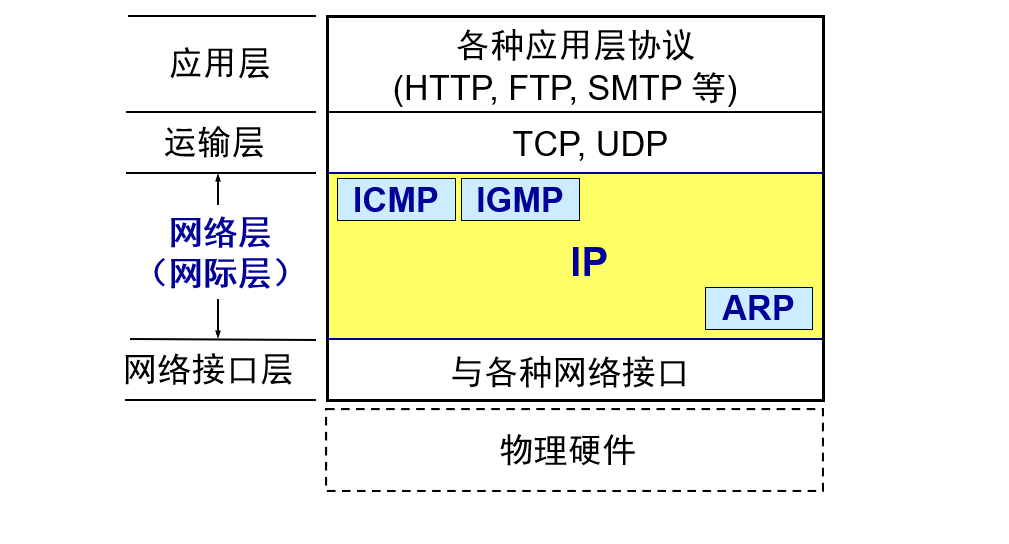 应用层
各种应用层协议
(HTTP, FTP, SMTP 等)
运输层
TCP, UDP
网络层
（网际层）
ICMP
IGMP
IP
ARP
网络接口层
与各种网络接口
物理硬件